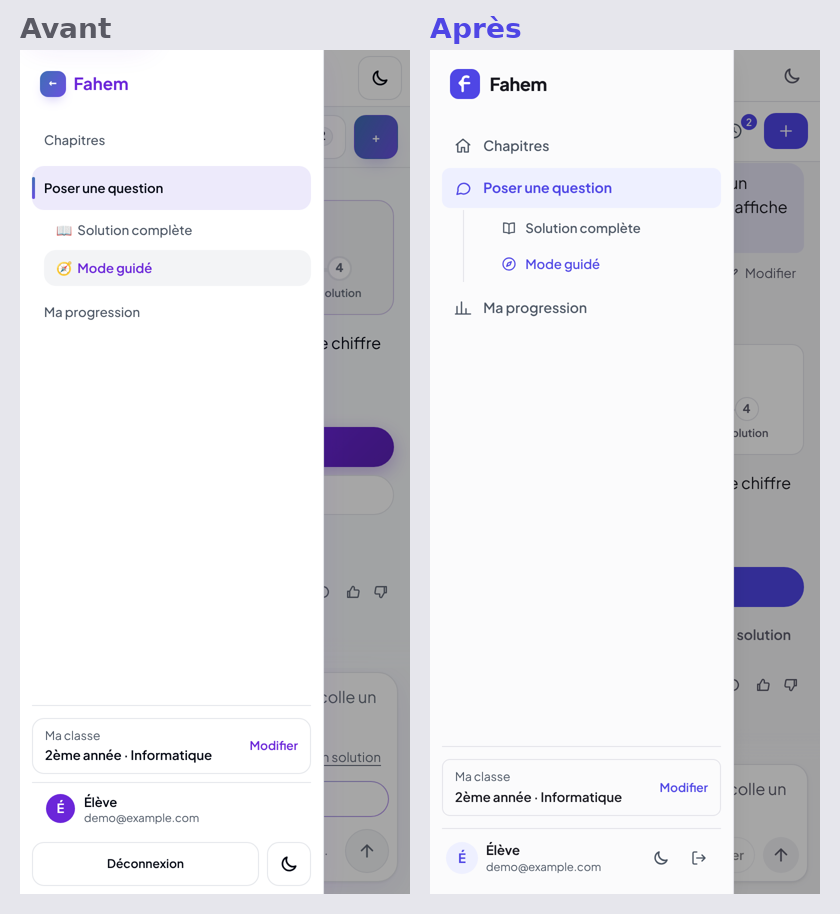 Avant
Fahem
Chapitres
Poser une question
Solution complète
Mode guidé
Ma progression
4
olution
e chiffre
colle un
n solution
Ma classe
2ème année · Informatique
Modifier
É
Élève
demo@example.com
Déconnexion
Après
Fahem
2
Chapitres
Poser une question
Solution complète
Mode guidé
Ma progression
un
affiche
Modifier
4
olution
e chiffre
solution
colle un
er
Ma classe
2ème année · Informatique
Modifier
É
Élève
demo@example.com